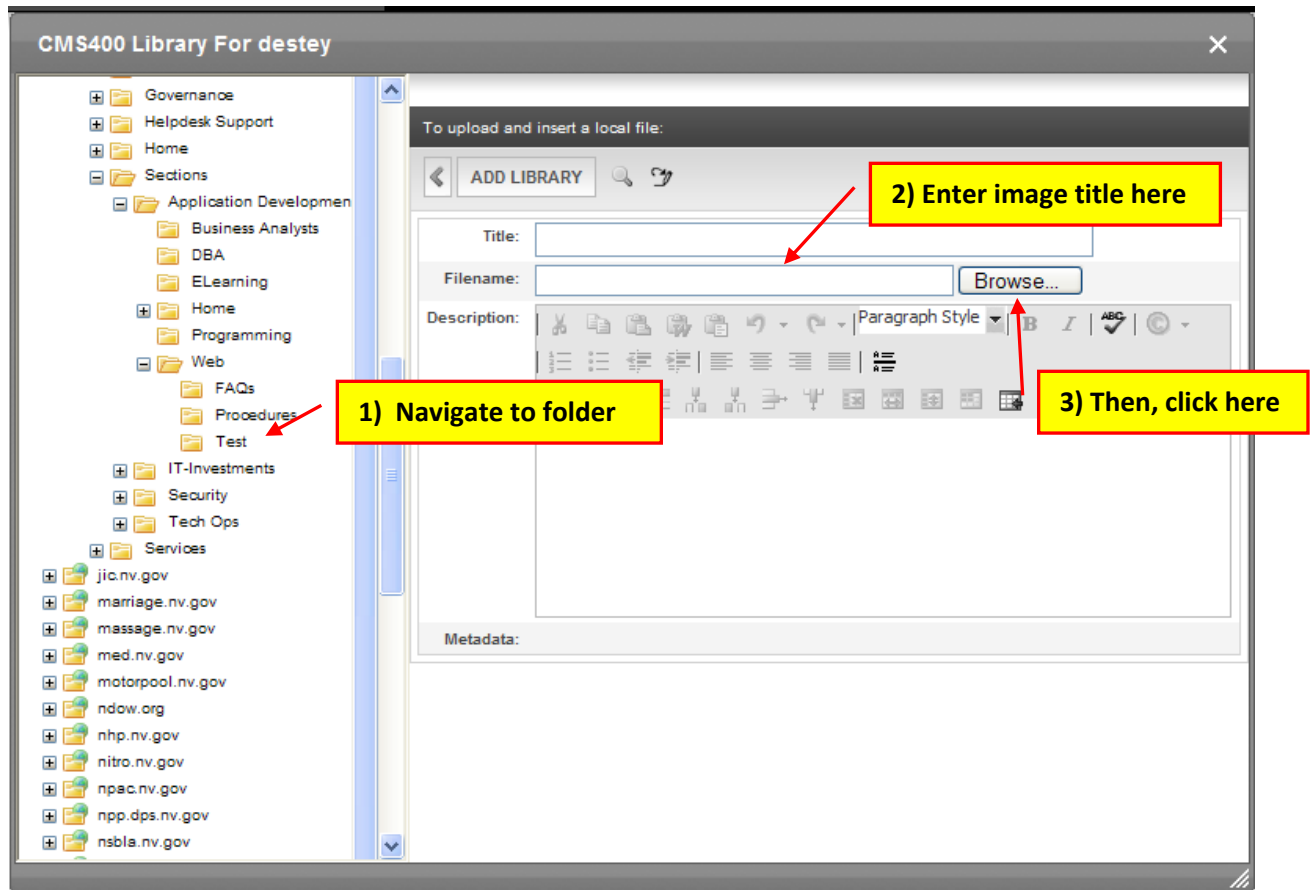 CMS400 Library For destey
Governance
Helpdesk Support
Home
Sections
Application Developmen
Business Analysts
DBA
ELearning
Home
Programming
Web
FAQs
Procedures
Test
IT-Investments
Security
Tech Ops
Services
jic.nv.gov
marriage.nv.gov
massage.nv.gov
med.nv.gov
motorpool.nv.gov
ndow.org
nhp.nv.gov
nitro.nv.gov
npac.nv.gov
npp.dps.nv.gov
nsbla.nv.gov
1) Navigate to folder
To upload and insert a local file:
ADD LIBRARY
2) Enter image title here
Title:
Filename:
Browse...
Description:
Paragraph Style
B I ABC
3) Then, click here
Metadata: